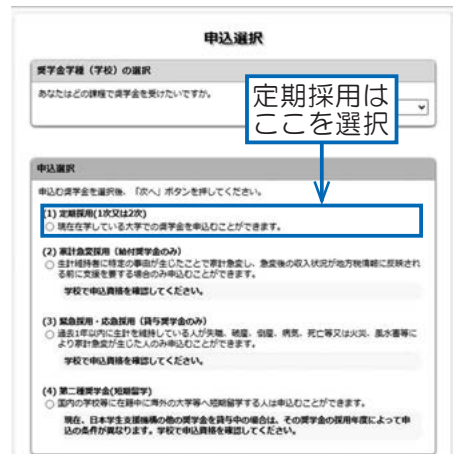 申込選択
奨学金学種（学校）の選択
あなたはどの課程で奨学金を受けたいですか。
定期採用は
ここを選択
申込選択
申込む奨学金を選択後、「次へ」ボタンを押してください。
(1) 定期採用(1次又は2次)
現在在学している大学での奨学金を申込むことができます。
(2) 家計急変採用（給付奨学金のみ）
生計維持者に特定の事由が生じたことで家計急変し、急変後の収入状況が地方税情報に反映され
る前に支援を要する場合のみ申込むことができます。
学校で申込資格を確認してください。
(3) 緊急採用・応急採用（貸与奨学金のみ）
過去1年以内に生計を維持している人が失職、破産、倒産、病気、死亡等又は火災、風水害等に
より家計急変が生じた人のみ申込むことができます。
学校で申込資格を確認してください。
(4) 第二種奨学金(短期留学)
国内の学校等に在籍中に海外の大学等へ短期留学する人は申込むことができます。
現在、日本学生支援機構の他の奨学金を貸与中の場合は、その奨学金の採用年度によって申
込の条件が異なります。学校で申込資格を確認してください。